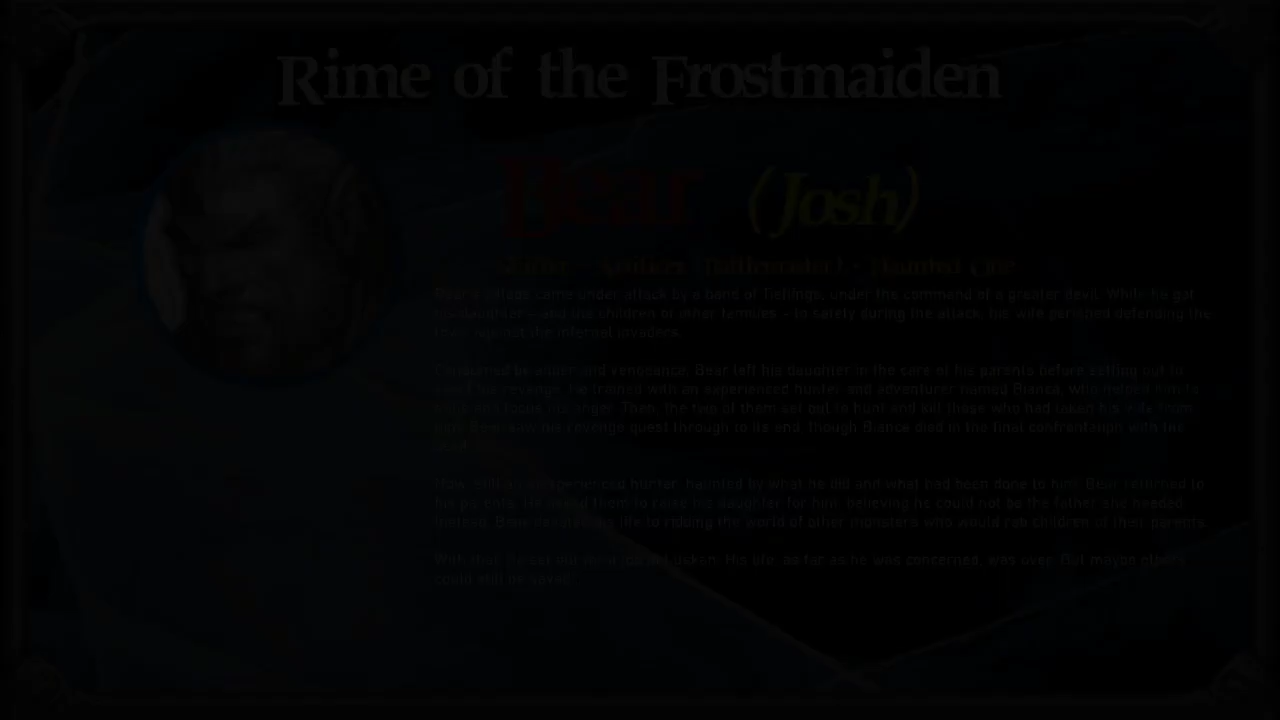 Rime of the Frostmaiden
Bear (Josh)
Shifter - Artificer (Battlesmith) - Haunted One
village came under attack by a band of Tieflings, under the command of a greater devil. While he got
his daughter - and the children of other families - to safety during the attack, his wife perished defending the
town against the infernal invaders.
Consumed by anger and vengeance, Bear left his daughter in the care of his parents before setting out to
exact his revenge. He trained with an experienced hunter and adventurer named Bianca, who helped him to
focus his anger. Then, the two of them set out to hunt and kill those who had taken his wife from
him. Bear saw his revenge quest through to its end, though Bianca died in the final confrontation with the
devil.
Now an experienced hunter, haunted by what he did and what had been done to him, Bear returned to
his parents. He asked them to raise his daughter for him, believing he could not be the father she needed.
Instead, Bear devoted his life to ridding the world of other monsters who would rob children of their parents.
With that, Bear's journey His life, as far as he was concerned, was over. But maybe others
could still be saved.